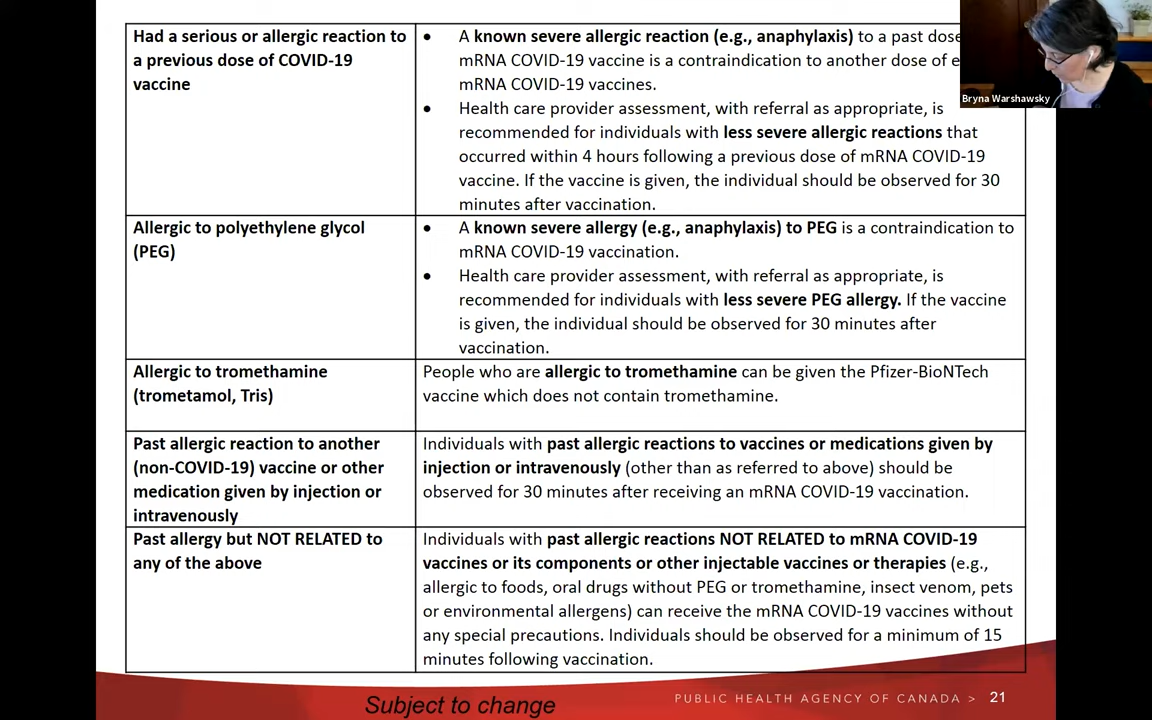 Had a serious or allergic reaction to
a previous dose of COVID-19
vaccine
• A known severe allergic reaction (e.g., anaphylaxis) to a past dose
mRNA COVID-19 vaccine is a contraindication to another dose of
mRNA COVID-19 vaccines.
• Health care provider assessment, with referral as appropriate, is
recommended for individuals with less severe allergic reactions that
occurred within 4 hours following a previous dose of mRNA COVID-19
vaccine. If the vaccine is given, the individual should be observed for 30
minutes after vaccination.
Allergic to polyethylene glycol
(PEG)
• A known severe allergy (e.g., anaphylaxis) to PEG is a contraindication to
mRNA COVID-19 vaccination.
• Health care provider assessment, with referral as appropriate, is
recommended for individuals with less severe PEG allergy. If the vaccine
is given, the individual should be observed for 30 minutes after
vaccination.
Allergic to tromethamine
(trometamol, Tris)
People who are allergic to tromethamine can be given the Pfizer-BioNTech
vaccine which does not contain tromethamine.
Past allergic reaction to another
(non-COVID-19) vaccine or other
medication given by injection or
intravenously
Individuals with past allergic reactions to vaccines or medications given by
injection or intravenously (other than as referred to above) should be
observed for 30 minutes after receiving an mRNA COVID-19 vaccination.
Past allergy but NOT RELATED to
any of the above
Individuals with past allergic reactions NOT RELATED to mRNA COVID-19
vaccines or its components or other injectable vaccines or therapies (e.g.,
allergic to foods, oral drugs without PEG or tromethamine, insect venom, pets
or environmental allergens) can receive the mRNA COVID-19 vaccines without
any special precautions. Individuals should be observed for a minimum of 15
minutes following vaccination.
Bryna Warshawsky
Subject to change
PUBLIC HEALTH AGENCY OF CANADA > 21